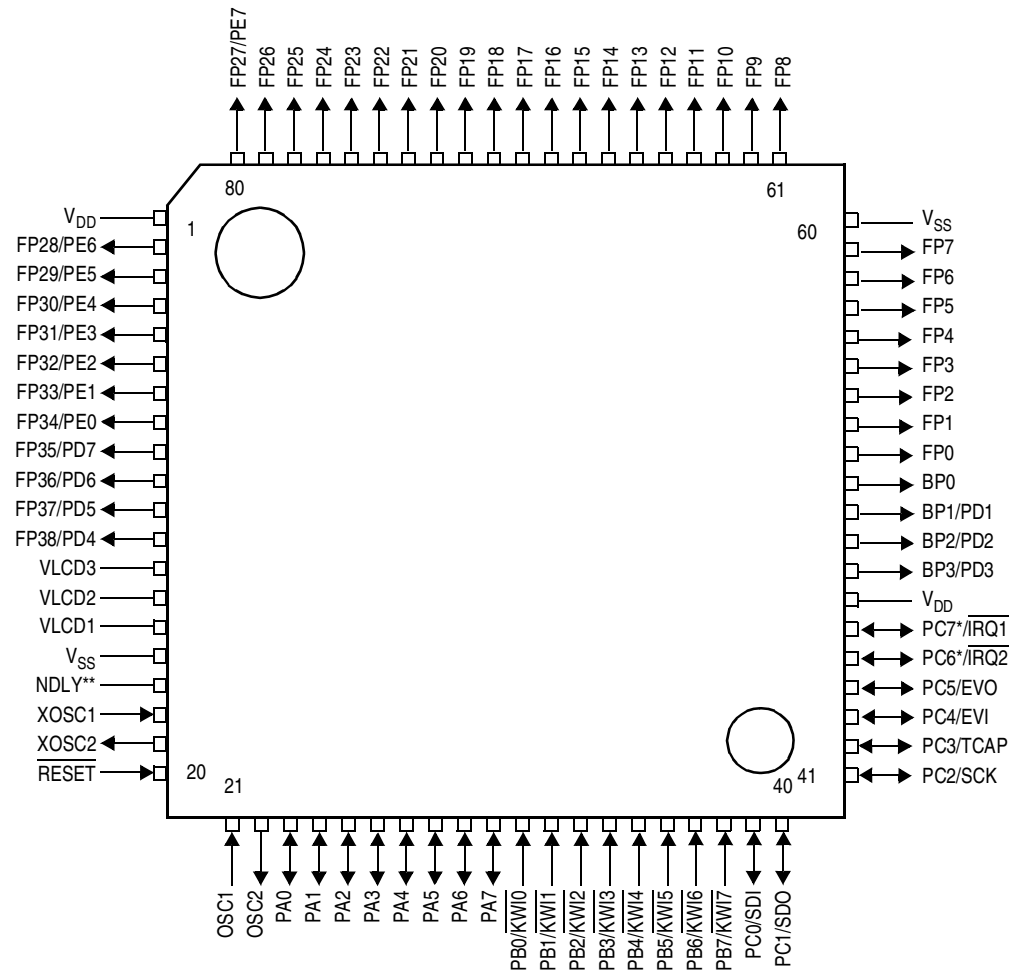 FP27/PE7
FP26
FP25
FP24
FP23
FP22
FP21
FP20
FP19
FP18
FP17
FP16
FP15
FP14
FP13
FP12
FP11
FP10
FP9
FP8
80
61
1
60
VDD
FP28/PE6
FP29/PE5
FP30/PE4
FP31/PE3
FP32/PE2
FP33/PE1
FP34/PE0
FP35/PD7
FP36/PD6
FP37/PD5
FP38/PD4
VLCD3
VLCD2
VLCD1
VSS
NDLY**
XOSC1
XOSC2
RESET
VSS
FP7
FP6
FP5
FP4
FP3
FP2
FP1
FP0
BP0
BP1/PD1
BP2/PD2
BP3/PD3
VDD
PC7*/IRQ1
PC6*/IRQ2
PC5/EVO
PC4/EVI
PC3/TCAP
PC2/SCK
20
21
40
41
OSC1
OSC2
PA0
PA1
PA2
PA3
PA4
PA5
PA6
PA7
PB0/KWI0
PB1/KWI1
PB2/KWI2
PB3/KWI3
PB4/KWI4
PB5/KWI5
PB6/KWI6
PB7/KWI7
PC0/SDI
PC1/SDO